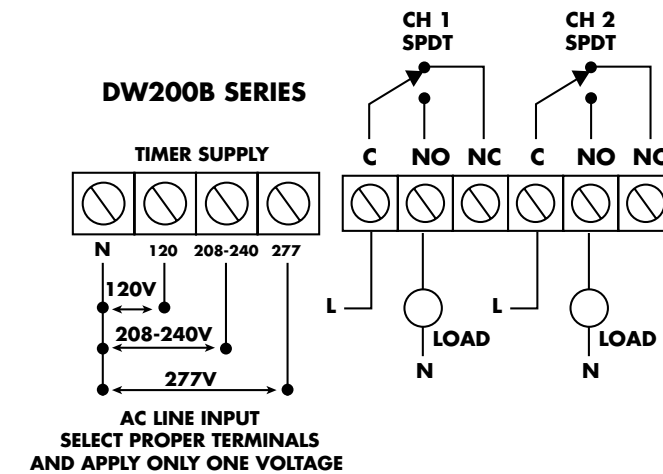 CH 1
SPDT
CH 2
SPDT
DW200B SERIES
TIMER SUPPLY
C NO NC C NO NC
N 120 208-240 277
120V
208-240V
277V
L
LOAD
N
L
LOAD
N
AC LINE INPUT
SELECT PROPER TERMINALS
AND APPLY ONLY ONE VOLTAGE